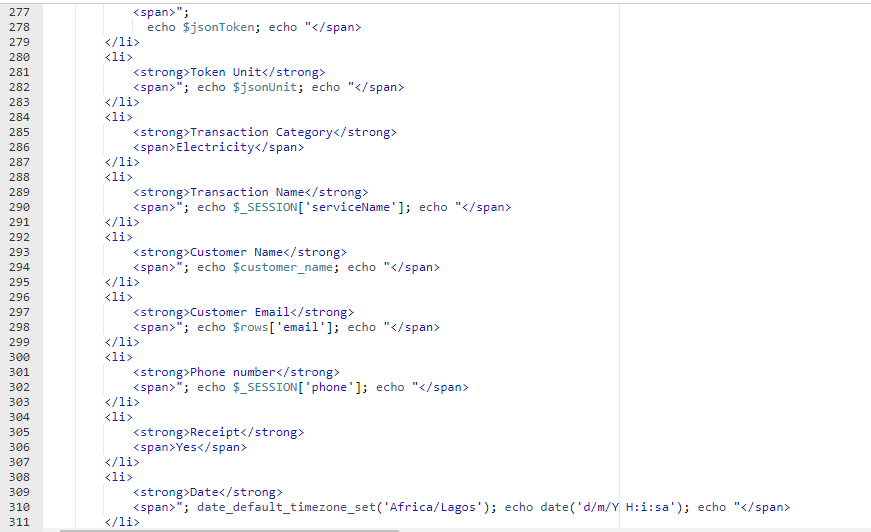 277 <span>";
278 echo $jsonToken; echo "</span>
279 </li>
280 <li>
281 <strong>Token Unit</strong>
282 <span>"; echo $jsonUnit; echo "</span>
283 </li>
284 <li>
285 <strong>Transaction Category</strong>
286 <span>Electricity</span>
287 </li>
288 <li>
289 <strong>Transaction Name</strong>
290 <span>"; echo $_SESSION['serviceName']; echo "</span>
291 </li>
292 <li>
293 <strong>Customer Name</strong>
294 <span>"; echo $customer_name; echo "</span>
295 </li>
296 <li>
297 <strong>Customer Email</strong>
298 <span>"; echo $rows['email']; echo "</span>
299 </li>
300 <li>
301 <strong>Phone number</strong>
302 <span>"; echo $_SESSION['phone']; echo "</span>
303 </li>
304 <li>
305 <strong>Receipt</strong>
306 <span>Yes</span>
307 </li>
308 <li>
309 <strong>Date</strong>
310 <span>"; date_default_timezone_set('Africa/Lagos'); echo date('d/m/Y H:i:sa'); echo "</span>
311 </li>